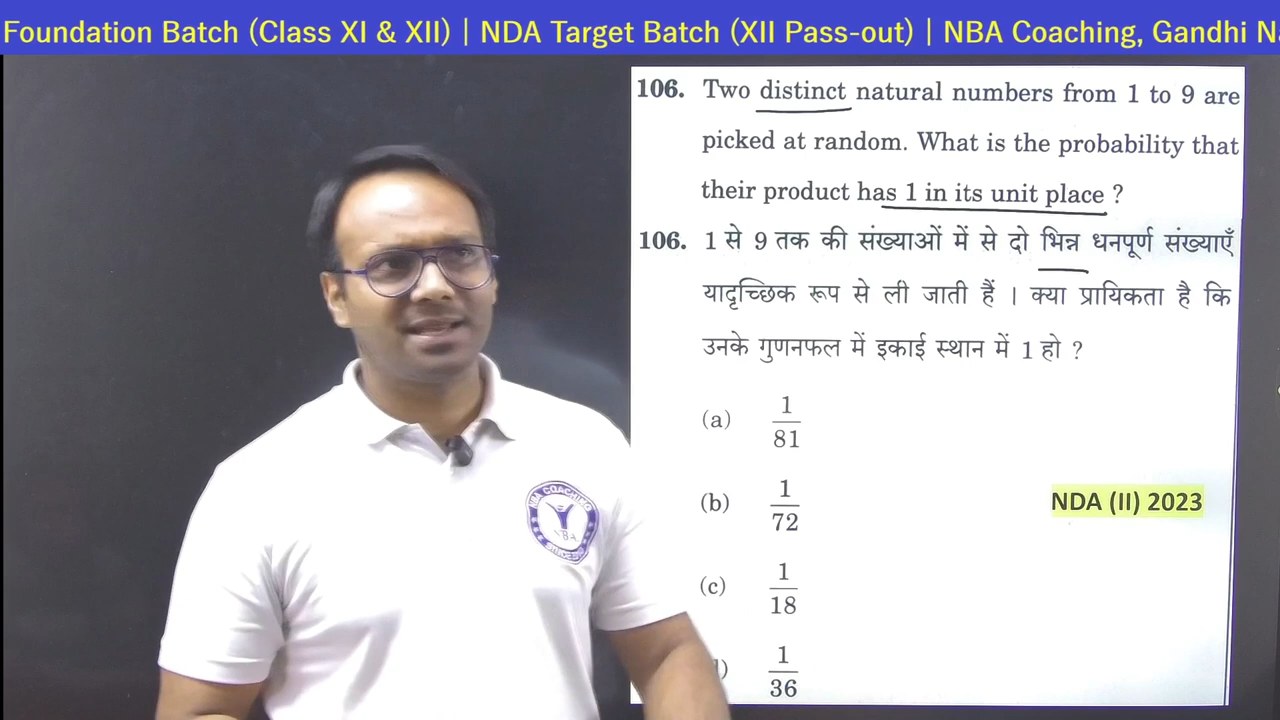 Foundation Batch (Class XI & XII) | NDA Target Batch (XII Pass-out) | NBA Coaching, Gandhi
106. Two distinct natural numbers from 1 to 9 are
picked at random. What is the probability that
their product has 1 in its unit place ?
106. 1 से 9 तक की संख्याओं में से दो भिन्न धनपूर्ण संख्याएँ
यादृच्छिक रूप से ली जाती हैं । क्या प्रायिकता है कि
उनके गुणनफल में इकाई स्थान में 1 हो ?
(a) 1/81
(b) 1/72
NDA (II) 2023
(c) 1/18
1/36
NBA COACHING
NBA